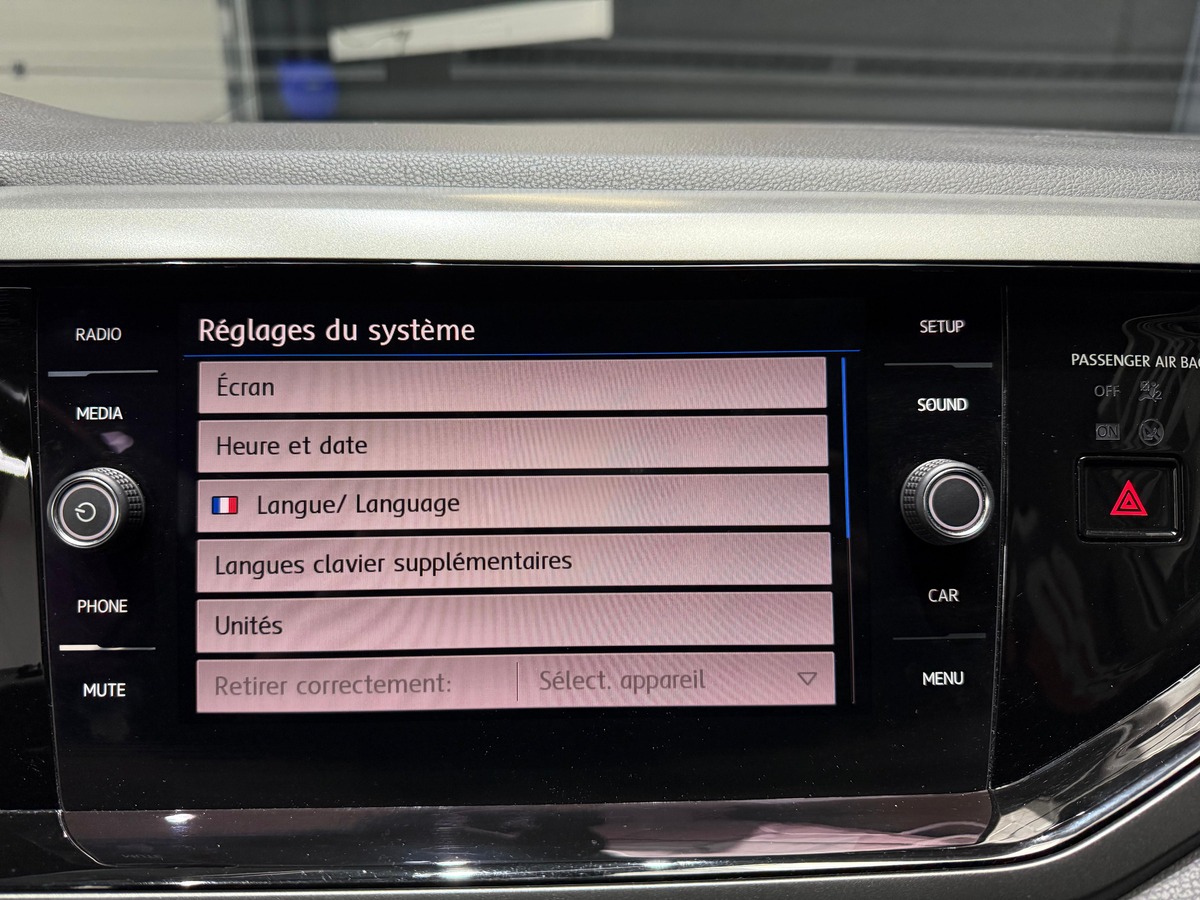 RADIO
MEDIA
PHONE
MUTE
Réglages du système
Écran
Heure et date
Langue/ Language
Langues clavier supplémentaires
Unités
Retirer correctement: Sélect. appareil
SETUP
SOUND
CAR
MENU
PASSENGER AIR BAG
OFF
ON